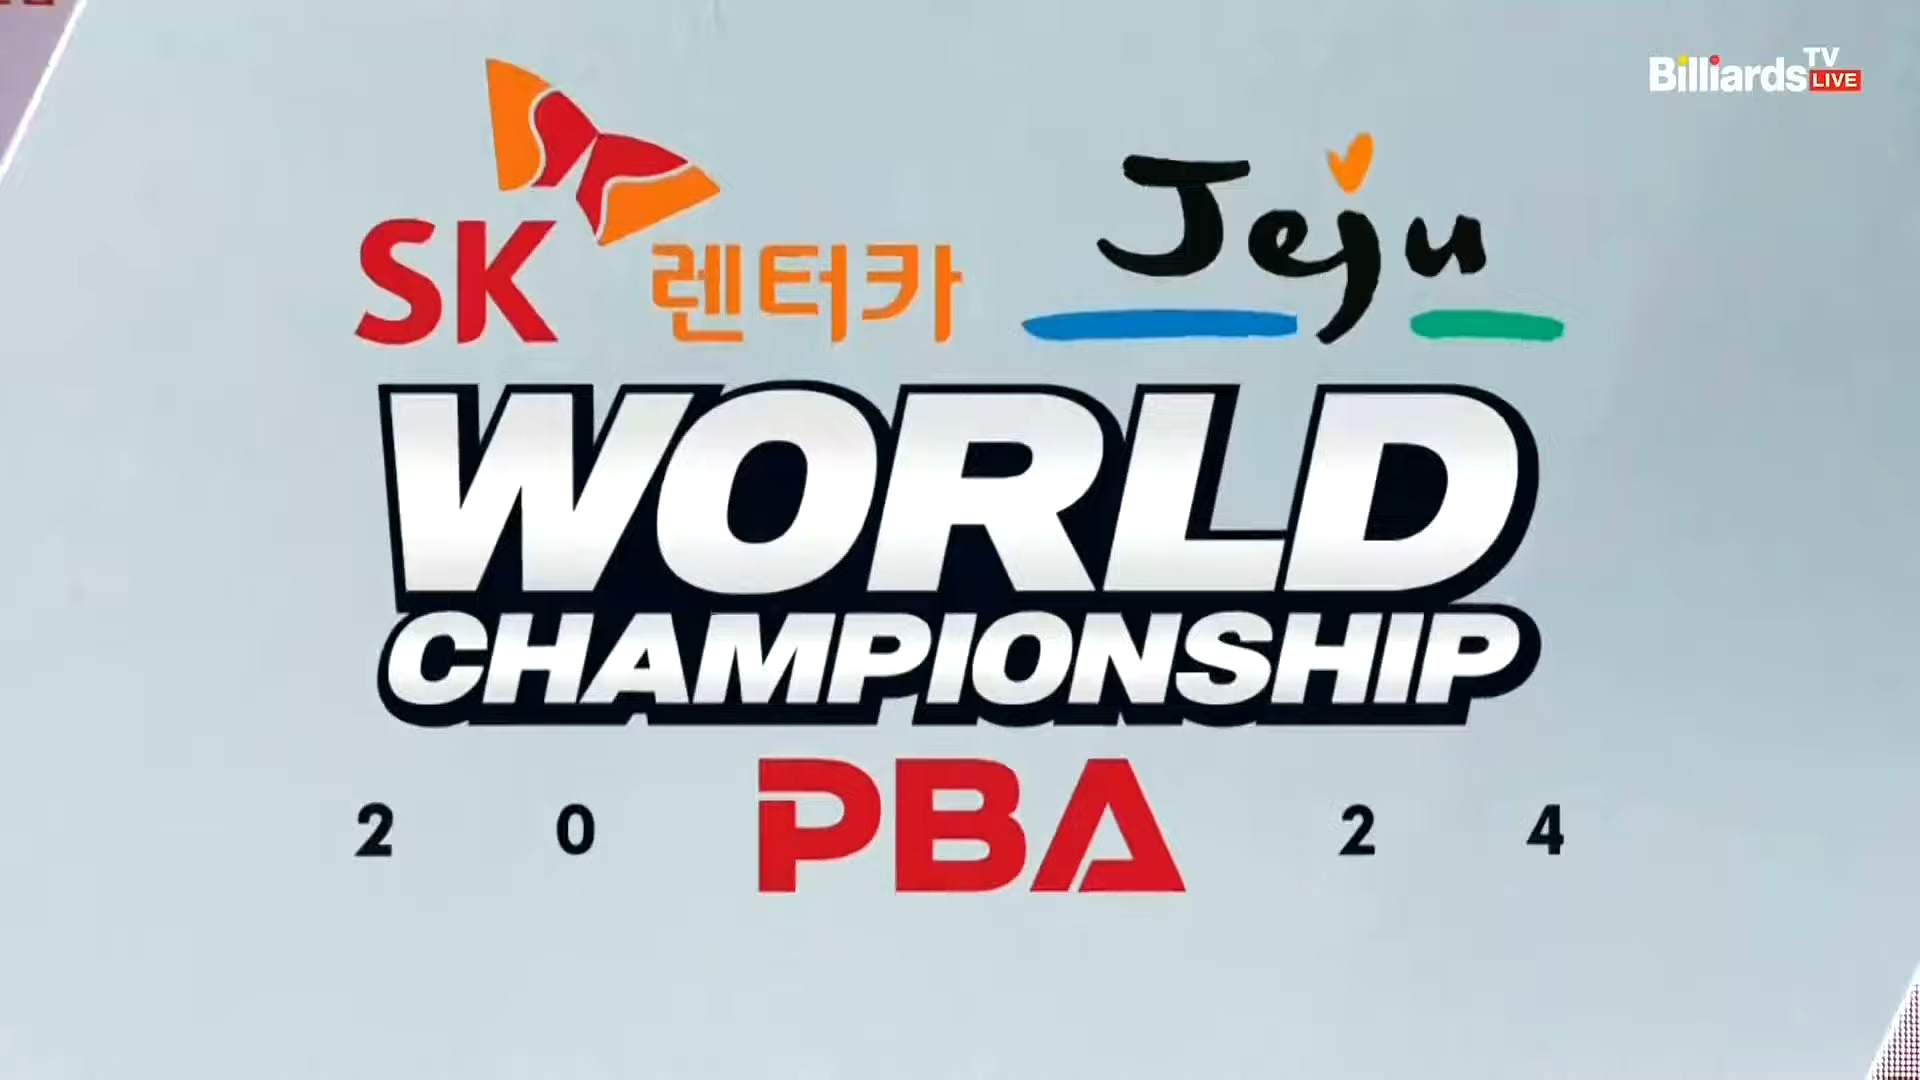 Billiards TV LIVE
SK 렌터카 Jeju
WORLD
CHAMPIONSHIP
PBA
2 0 2 4